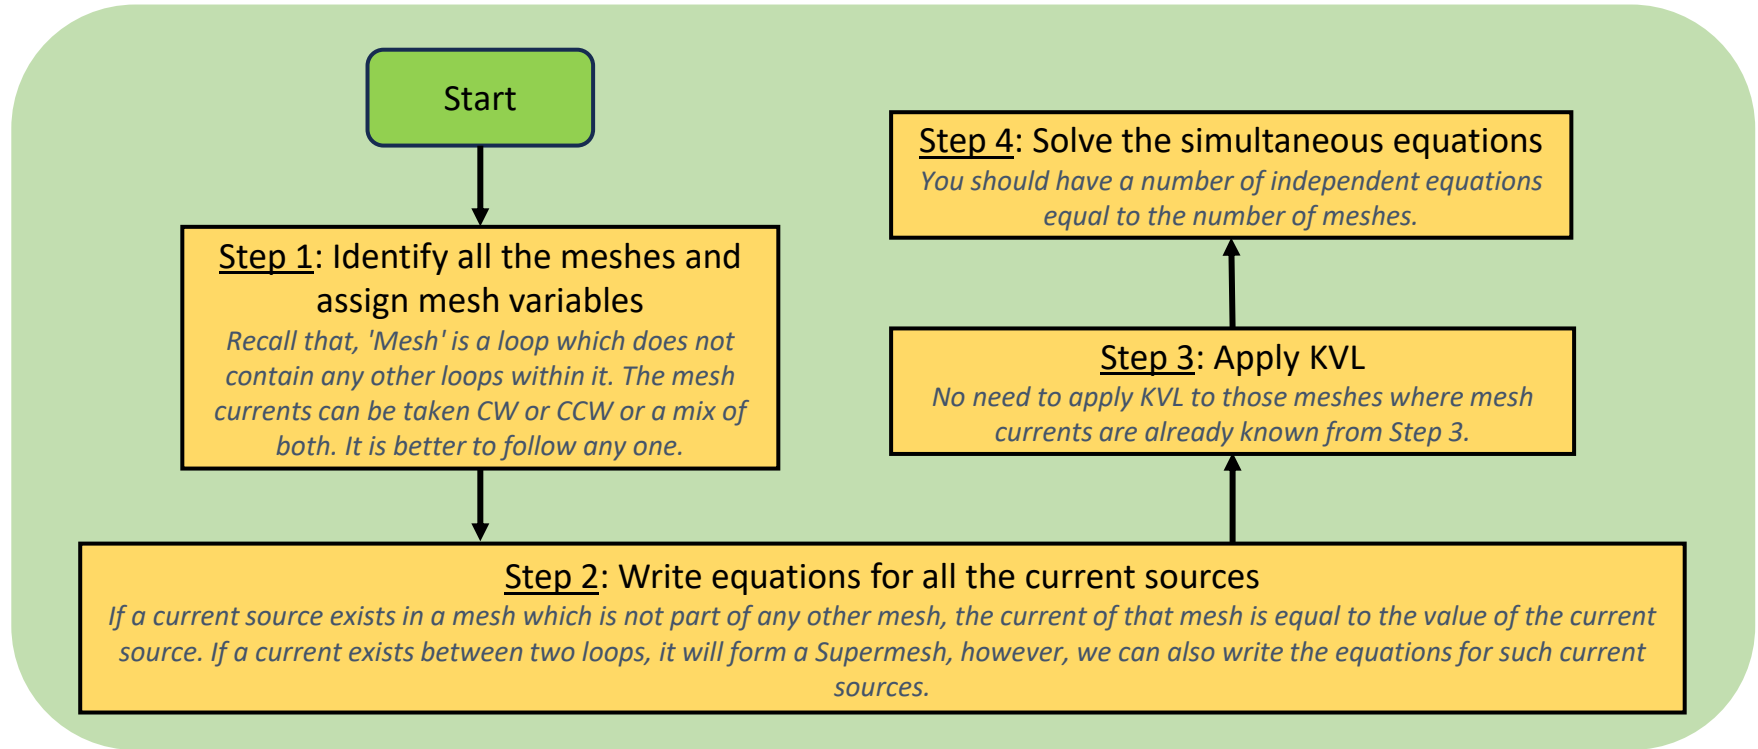 Start
Step 1: Identify all the meshes and
assign mesh variables
Recall that, 'Mesh' is a loop which does not
contain any other loops within it. The mesh
currents can be taken CW or CCW or a mix of
both. It is better to follow any one.
Step 2: Write equations for all the current sources
If a current source exists in a mesh which is not part of any other mesh, the current of that mesh is equal to the value of the current
source. If a current exists between two loops, it will form a Supermesh, however, we can also write the equations for such current
sources.
Step 3: Apply KVL
No need to apply KVL to those meshes where mesh
currents are already known from Step 3.
Step 4: Solve the simultaneous equations
You should have a number of independent equations
equal to the number of meshes.